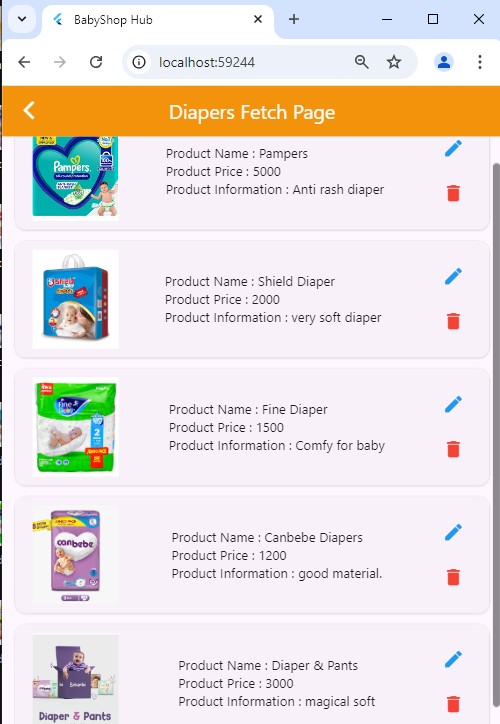 BabyShop Hub
localhost:59244
Diapers Fetch Page
Pampers
Product Name : Pampers
Product Price : 5000
Product Information : Anti rash diaper
Shield
Product Name : Shield Diaper
Product Price : 2000
Product Information : very soft diaper
Fine
2
Product Name : Fine Diaper
Product Price : 1500
Product Information : Comfy for baby
canbebe
Product Name : Canbebe Diapers
Product Price : 1200
Product Information : good material.
Product Name : Diaper & Pants
Product Price : 3000
Product Information : magical soft
Diaper & Pants